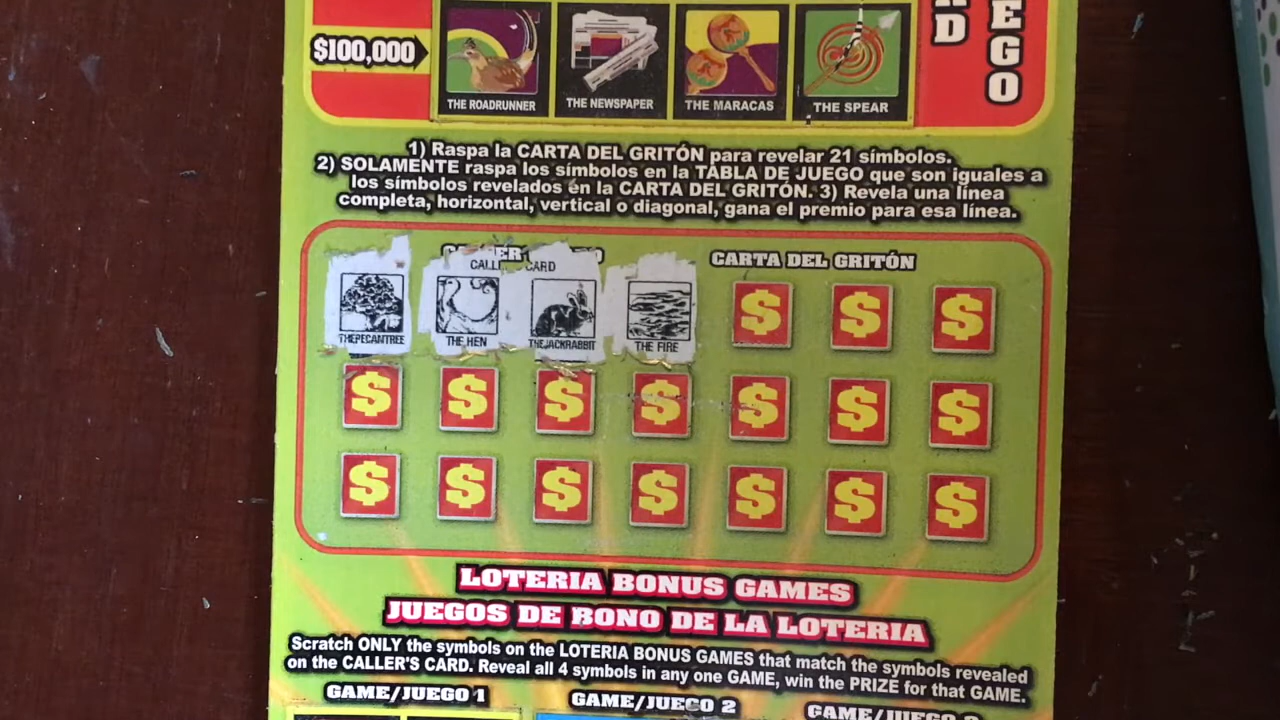 $100,000
THE ROADRUNNER
THE NEWSPAPER
THE MARACAS
THE SPEAR
D
EGO
1) Raspa la CARTA DEL GRITÓN para revelar 21 símbolos.
2) SOLAMENTE raspa los símbolos en la TABLA DE JUEGO que son iguales a
los símbolos revelados en la CARTA DEL GRITÓN. 3) Revela una línea
completa, horizontal, vertical o diagonal, gana el premio para esa línea.
CARTA DEL GRITÓN
CARD
THEPECANTREE
THE HEN
THEJACKRABBIT
THE FIRE
$ $ $
$ $ $ $ $ $ $
$ $ $ $ $ $ $
LOTERIA BONUS GAMES
JUEGOS DE BONO DE LA LOTERIA
Scratch ONLY the symbols on the LOTERIA BONUS GAMES that match the symbols revealed
on the CALLER'S CARD. Reveal all 4 symbols in any one GAME, win the PRIZE for that GAME.
GAME/JUEGO 1
GAME/JUEGO 2
GAME/JUEGO